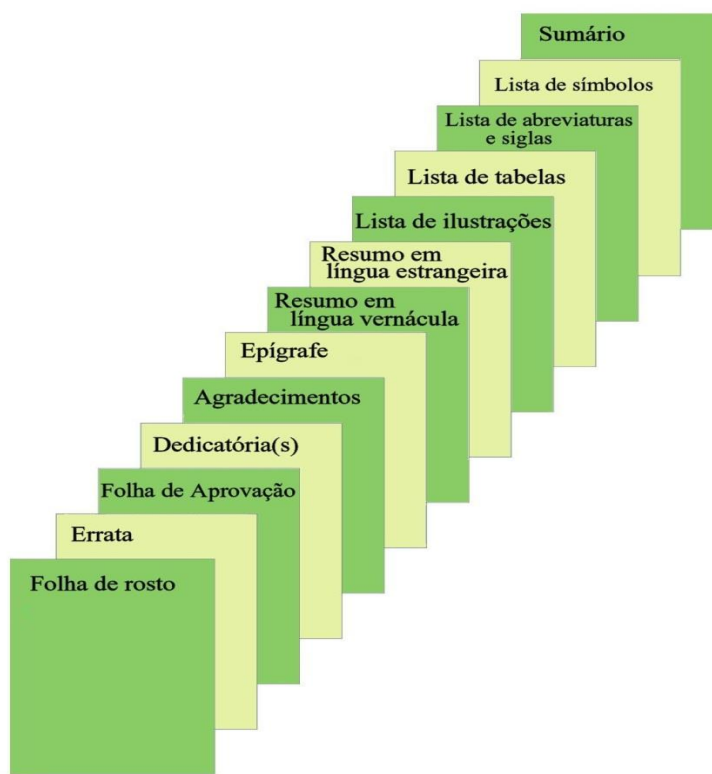 Sumário
Lista de símbolos
Lista de abreviaturas
e siglas
Lista de tabelas
Lista de ilustrações
Resumo em
língua estrangeira
Resumo em
língua vernácula
Epígrafe
Agradecimentos
Dedicatória(s)
Folha de Aprovação
Errata
Folha de rosto